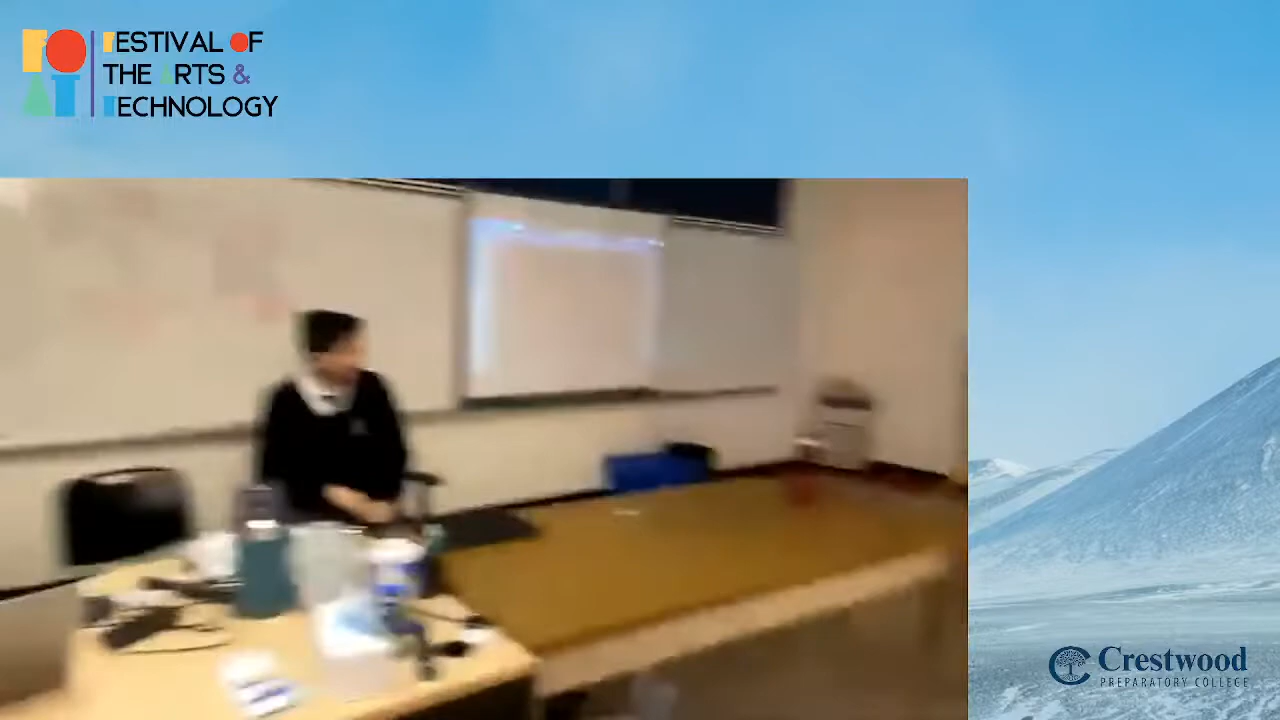 FESTIVAL OF
THE ARTS &
TECHNOLOGY
Crestwood
PREPARATORY COLLEGE